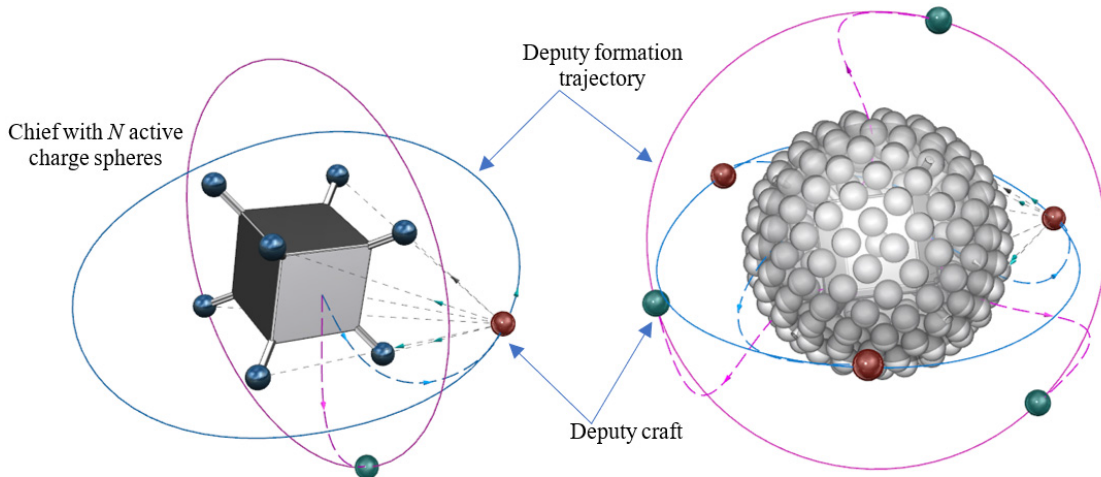 Deputy formation
trajectory
Chief with N active
charge spheres
Deputy craft